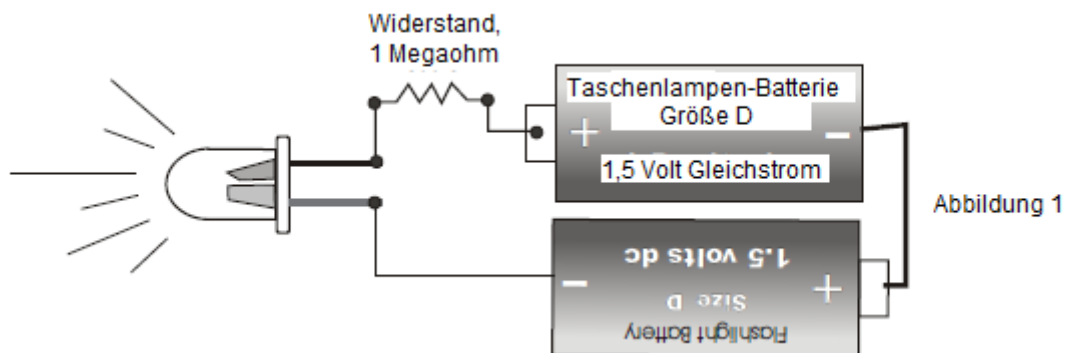 Widerstand,
1 Megaohm
Taschenlampen-Batterie
Größe D
+ −
1,5 Volt Gleichstrom
Abbildung 1
1.5 volts dc
− +
Size D
Flashlight Battery